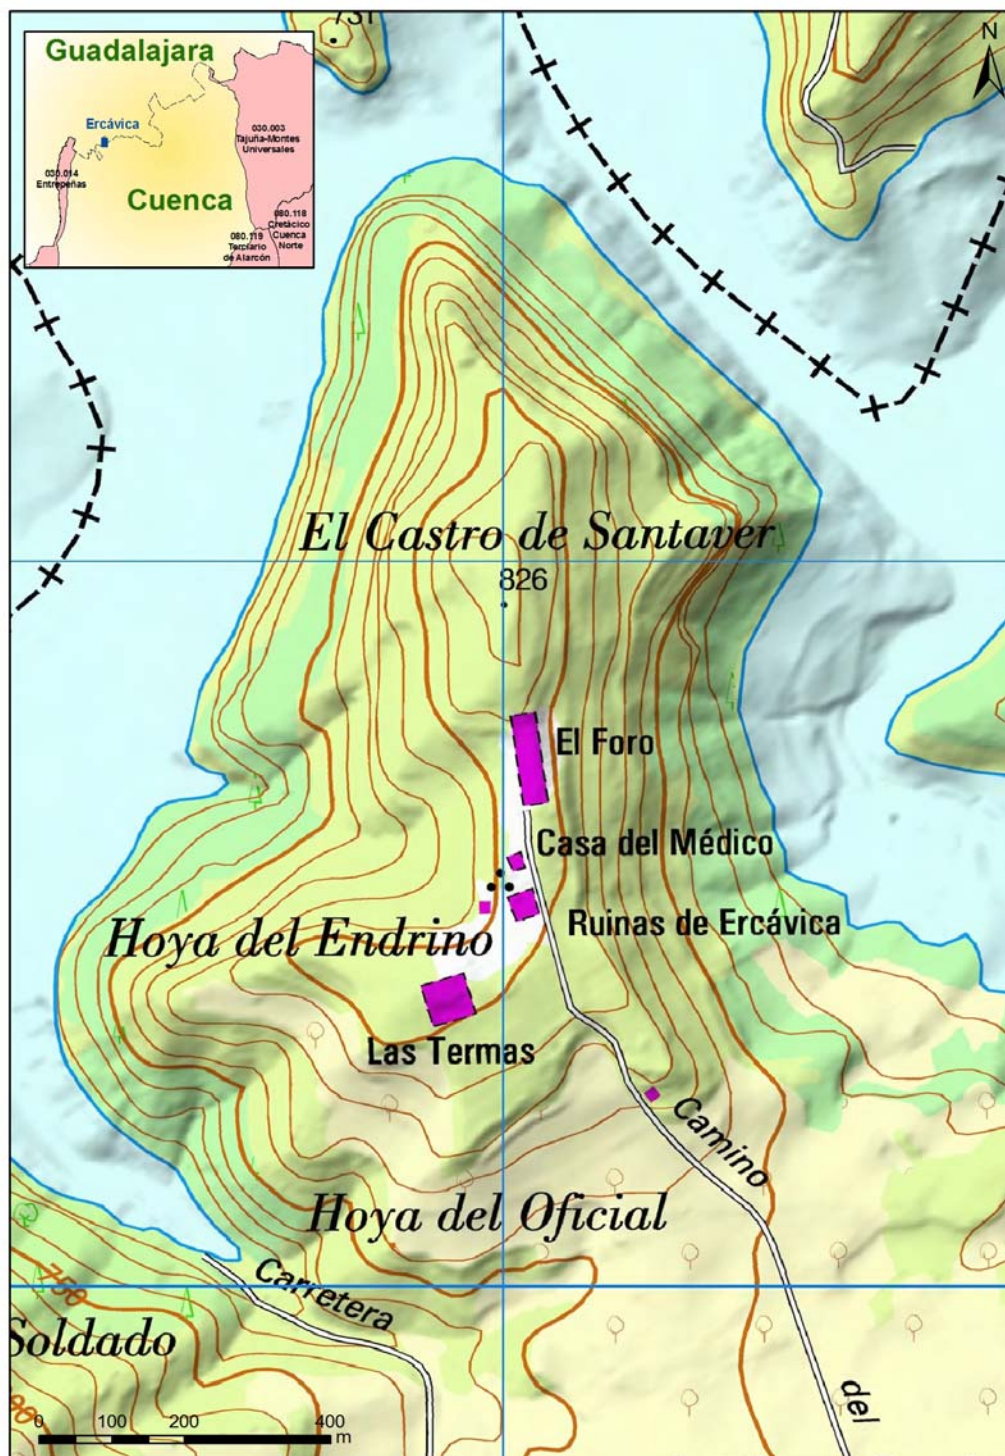 731
N
Guadalajara
Ercávica
030.003
Tajuña-Montes
Universales
030.014
Entrepeñas
Cuenca
080.118
Cretácico
Cuenca
Norte
080.119
Terciario
de Alarcón
El Castro de Santaver
826
El Foro
Casa del Médico
Ruinas de Ercávica
Hoya del Endrino
Las Termas
Camino
Hoya del Oficial
Carretera
750
Soldado
del
00
0 100 200 400
m